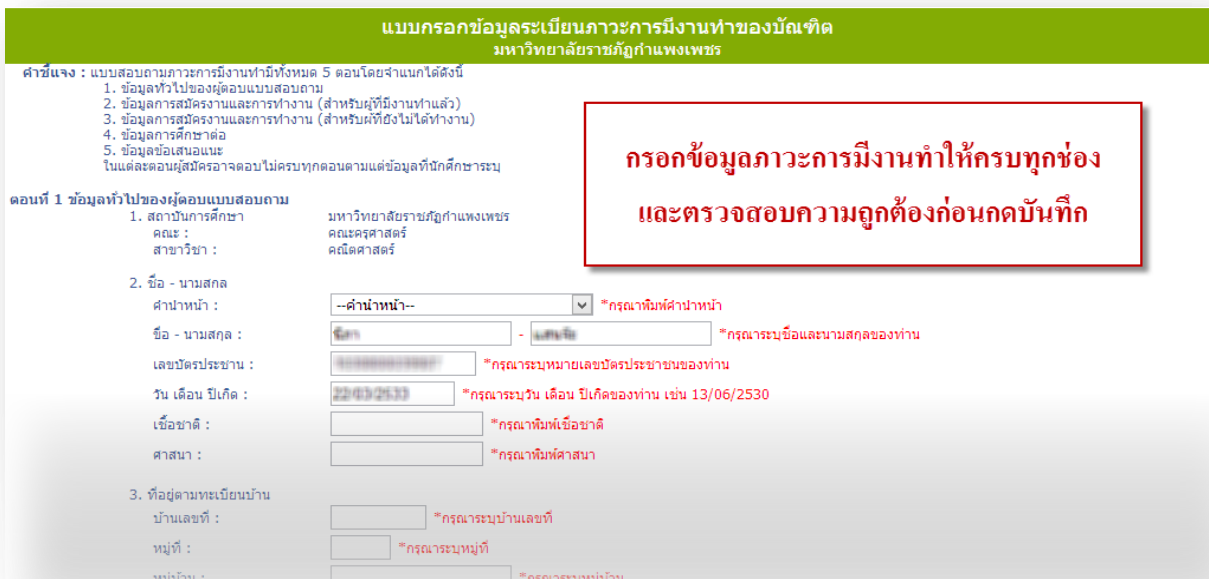 แบบกรอกข้อมูลระเบียนภาวะการมีงานทำของบัณฑิต
มหาวิทยาลัยราชภัฏกำแพงเพชร
คำชี้แจง : แบบสอบถามภาวะการมีงานทำมีทั้งหมด 5 ตอนโดยจำแนกได้ดังนี้
1. ข้อมูลทั่วไปของผู้ตอบแบบสอบถาม
2. ข้อมูลการสมัครงานและการทำงาน (สำหรับผู้ที่มีงานทำแล้ว)
3. ข้อมูลการสมัครงานและการทำงาน (สำหรับผู้ที่ยังไม่ได้ทำงาน)
4. ข้อมูลการศึกษาต่อ
5. ข้อมูลข้อเสนอแนะ
ในแต่ละตอนผู้สมัครอาจตอบไม่ครบทุกตอนตามแต่ข้อมูลที่นักศึกษาระบุ
กรอกข้อมูลภาวะการมีงานทำให้ครบทุกช่อง
และตรวจสอบความถูกต้องก่อนกดบันทึก
ตอนที่ 1 ข้อมูลทั่วไปของผู้ตอบแบบสอบถาม
1. สถาบันการศึกษา มหาวิทยาลัยราชภัฏกำแพงเพชร
คณะ : คณะครุศาสตร์
สาขาวิชา : คณิตศาสตร์
2. ชื่อ - นามสกล
คำนำหน้า : --คำนำหน้า-- *กรุณาพิมพ์คำนำหน้า
ชื่อ - นามสกุล : - *กรุณาระบุชื่อและนามสกุลของท่าน
เลขบัตรประชาน : *กรุณาระบุหมายเลขบัตรประชาชนของท่าน
วัน เดือน ปีเกิด : *กรุณาระบุวัน เดือน ปีเกิดของท่าน เช่น 13/06/2530
เชื้อชาติ : *กรุณาพิมพ์เชื้อชาติ
ศาสนา : *กรุณาพิมพ์ศาสนา
3. ที่อยู่ตามทะเบียนบ้าน
บ้านเลขที่ : *กรุณาระบุบ้านเลขที่
หมู่ที่ : *กรุณาระบุหมู่ที่
หมู่บ้าน : *กรุณาระบุหมู่บ้าน